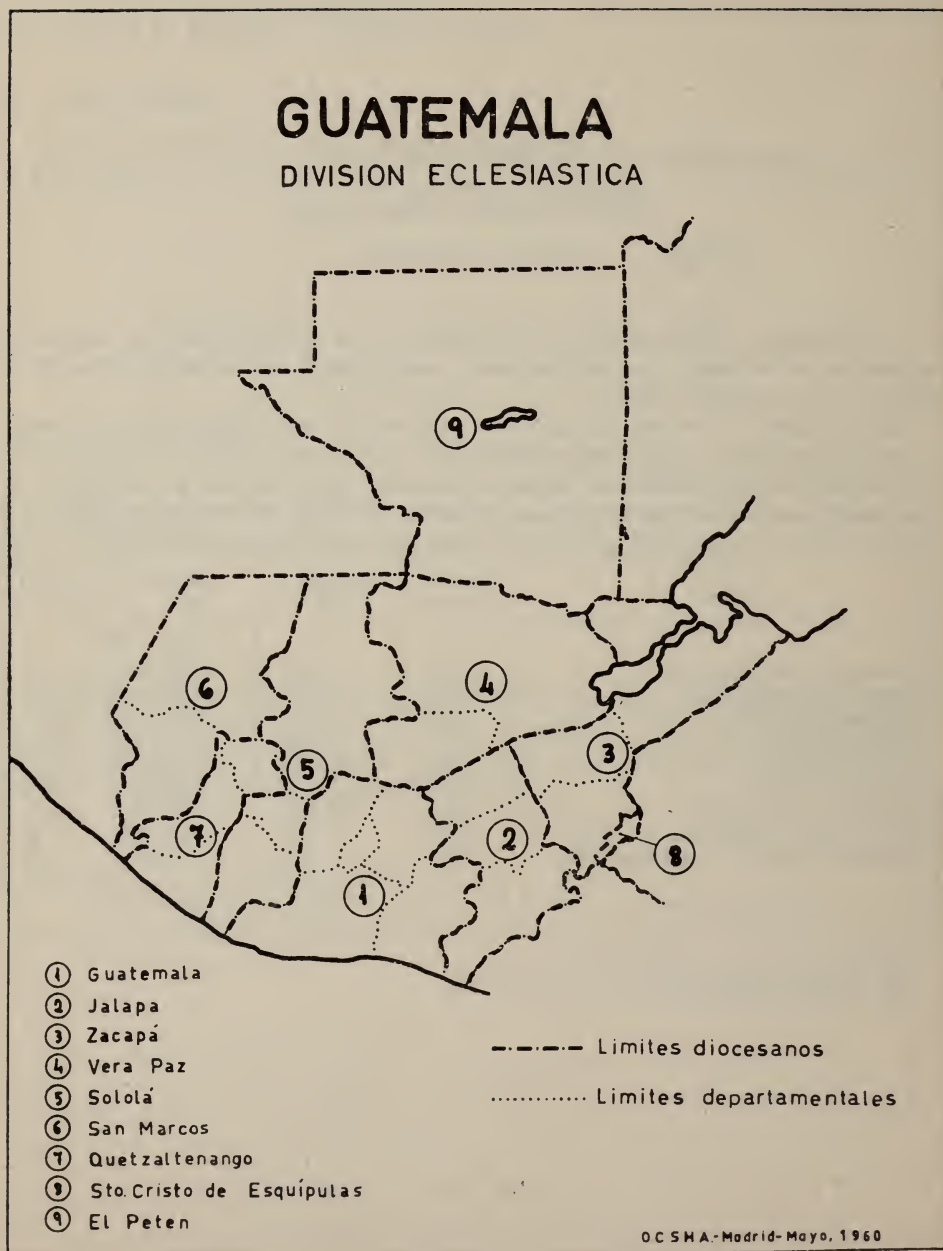 GUATEMALA
DIVISION ECLESIASTICA
9
6
4
5
3
7
2
8
1
1 Guatemala
2 Jalapa
3 Zacapá
4 Vera Paz
5 Sololá
6 San Marcos
7 Quetzaltenango
8 Sto. Cristo de Esquípulas
9 El Peten
Limites diocesanos
Limites departamentales
OCSHA.-Madrid-Mayo, 1960